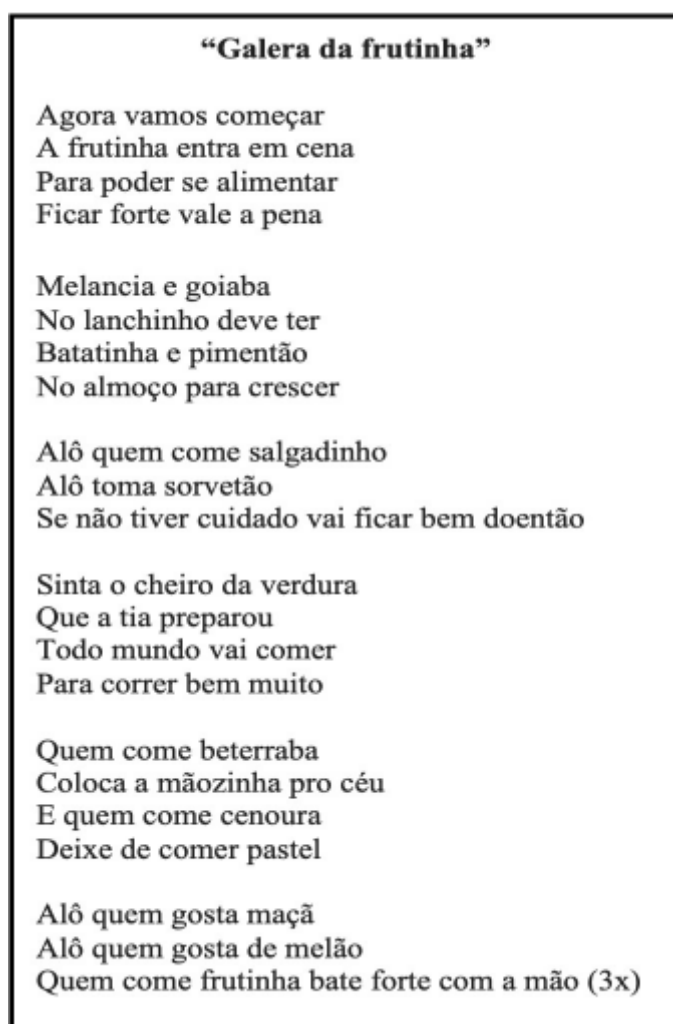 “Galera da frutinha”
Agora vamos começar
A frutinha entra em cena
Para poder se alimentar
Ficar forte vale a pena
Melancia e goiaba
No lanchinho deve ter
Batatinha e pimentão
No almoço para crescer
Alô quem come salgadinho
Alô toma sorvetão
Se não tiver cuidado vai ficar bem doentão
Sinta o cheiro da verdura
Que a tia preparou
Todo mundo vai comer
Para correr bem muito
Quem come beterraba
Coloca a mãozinha pro céu
E quem come cenoura
Deixe de comer pastel
Alô quem gosta maçã
Alô quem gosta de melão
Quem come frutinha bate forte com a mão (3x)